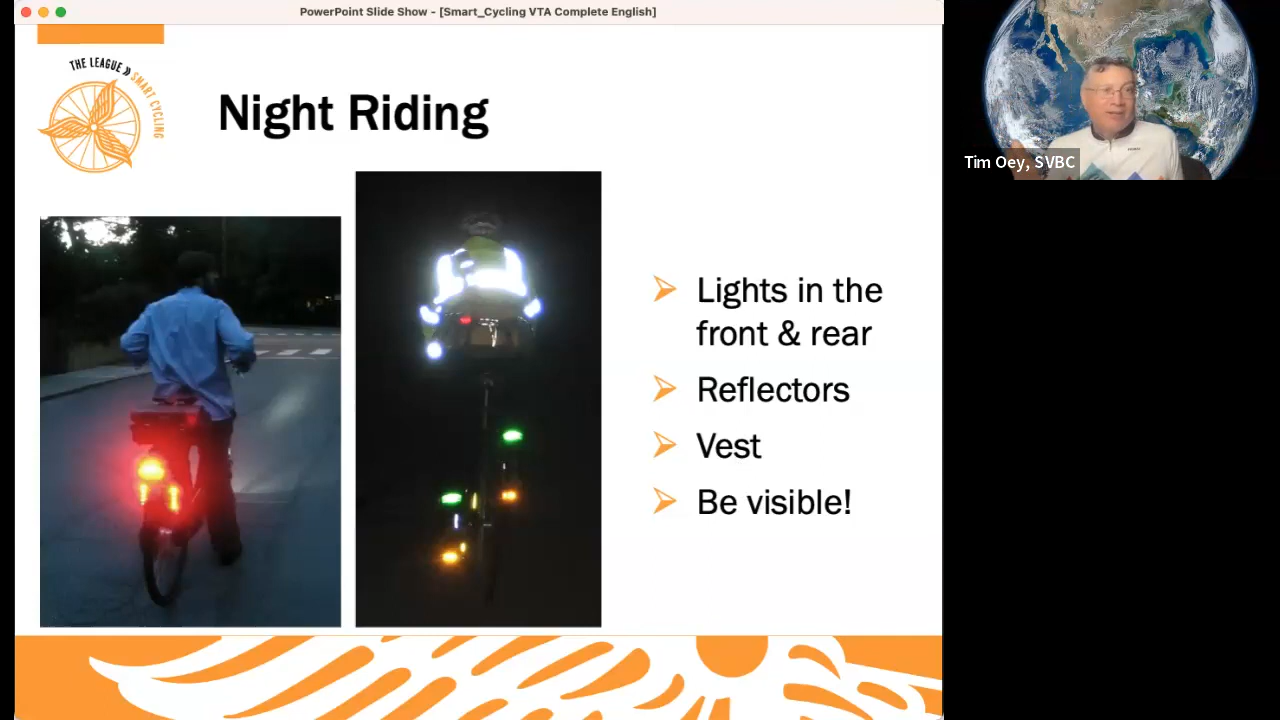 PowerPoint Slide Show - [Smart_Cycling VTA Complete English]
THE LEAGUE
SMART CYCLING
Night Riding
Tim Oey, SVBC
Lights in the
front & rear
Reflectors
Vest
Be visible!